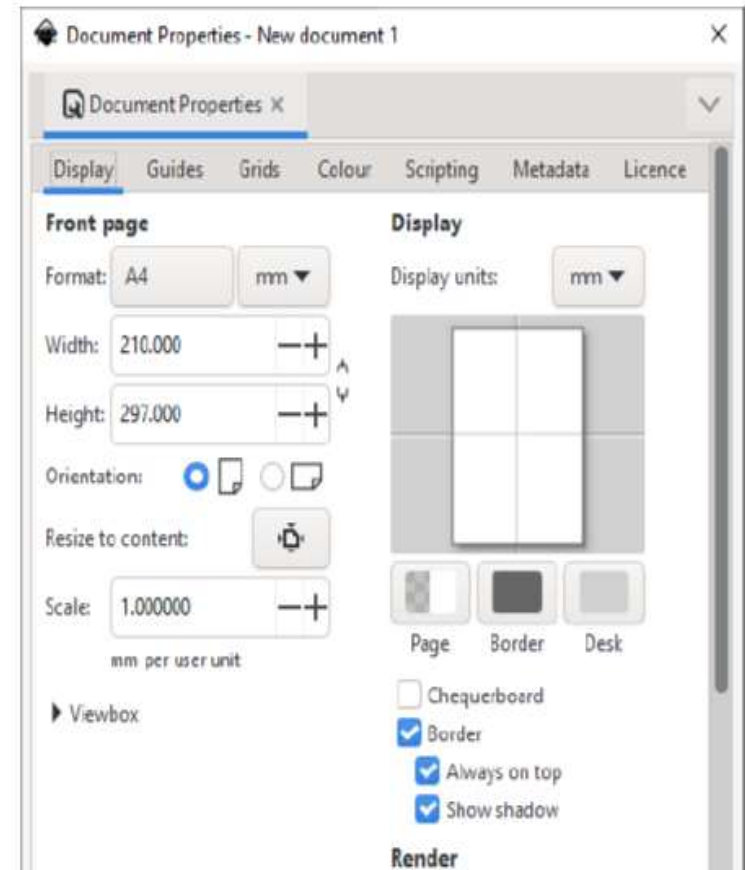 Document Properties - New document 1
Document Properties
Display Guides Grids Colour Scripting Metadata Licence
Front page
Format: A4 mm
Width: 210.000
Height: 297.000
Orientation:
Resize to content:
Scale: 1.000000
mm per user unit
Viewbox
Display
Display units: mm
Page Border Desk
Chequerboard
Border
Always on top
Show shadow
Render